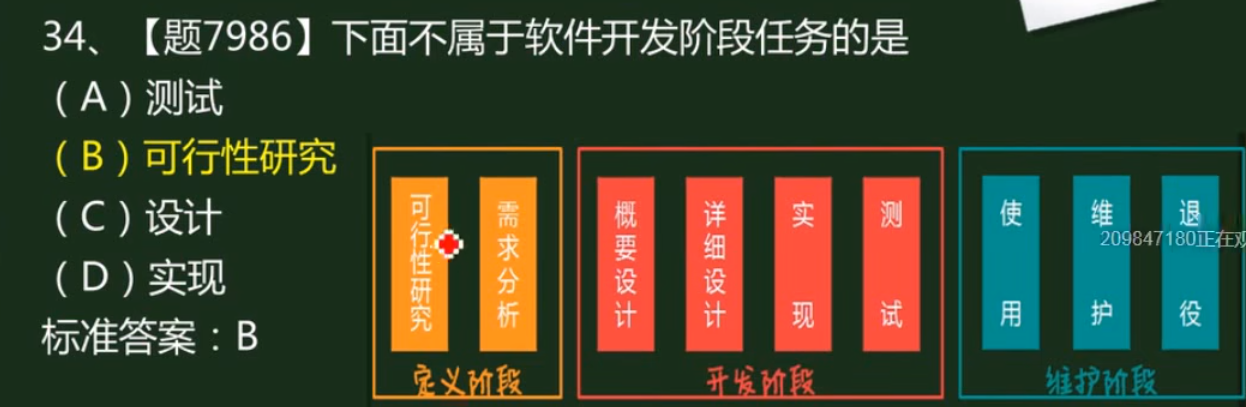 34、【题7986】下面不属于软件开发阶段任务的是
（A）测试
（B）可行性研究
（C）设计
（D）实现
标准答案：B
可行性研究
需求分析
定义阶段
概要设计
详细设计
实现
测试
开发阶段
使用
维护
退役
209847180正在观
维护阶段